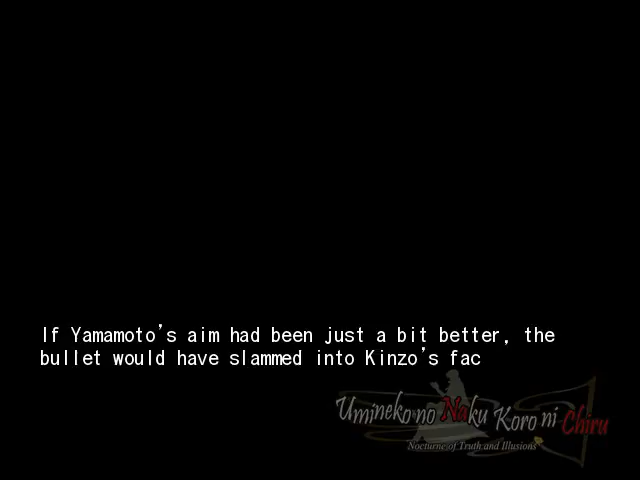 If Yamamoto's aim had been just a bit better, the
bullet would have slammed into Kinzo's fac
Umineko no Naku Koro ni Chiru
Nocturne of Truth and Illusions